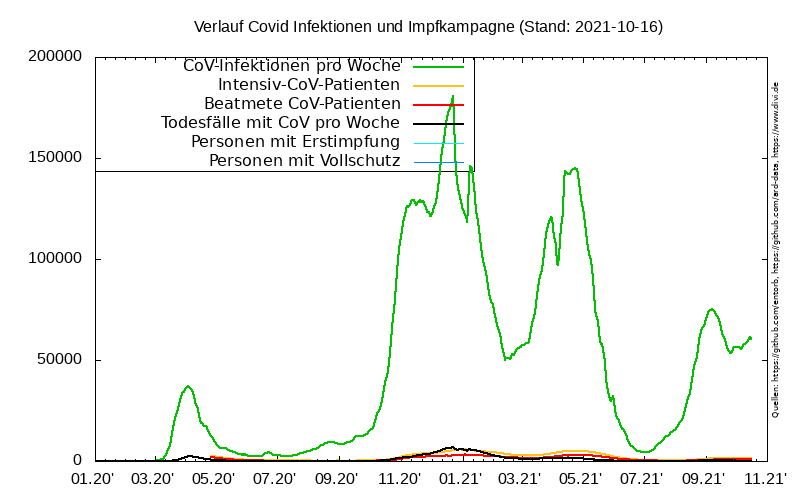 Verlauf Covid Infektionen und Impfkampagne (Stand: 2021-10-16)
200000
150000
100000
50000
0
CoV-Infektionen pro Woche
Intensiv-CoV-Patienten
Beatmete CoV-Patienten
Todesfälle mit CoV pro Woche
Personen mit Erstimpfung
Personen mit Vollschutz
01.20' 03.20' 05.20' 07.20' 09.20' 11.20' 01.21' 03.21' 05.21' 07.21' 09.21' 11.21'
Quellen: https://github.com/entorb, https://github.com/ard-data, https://www.divi.de